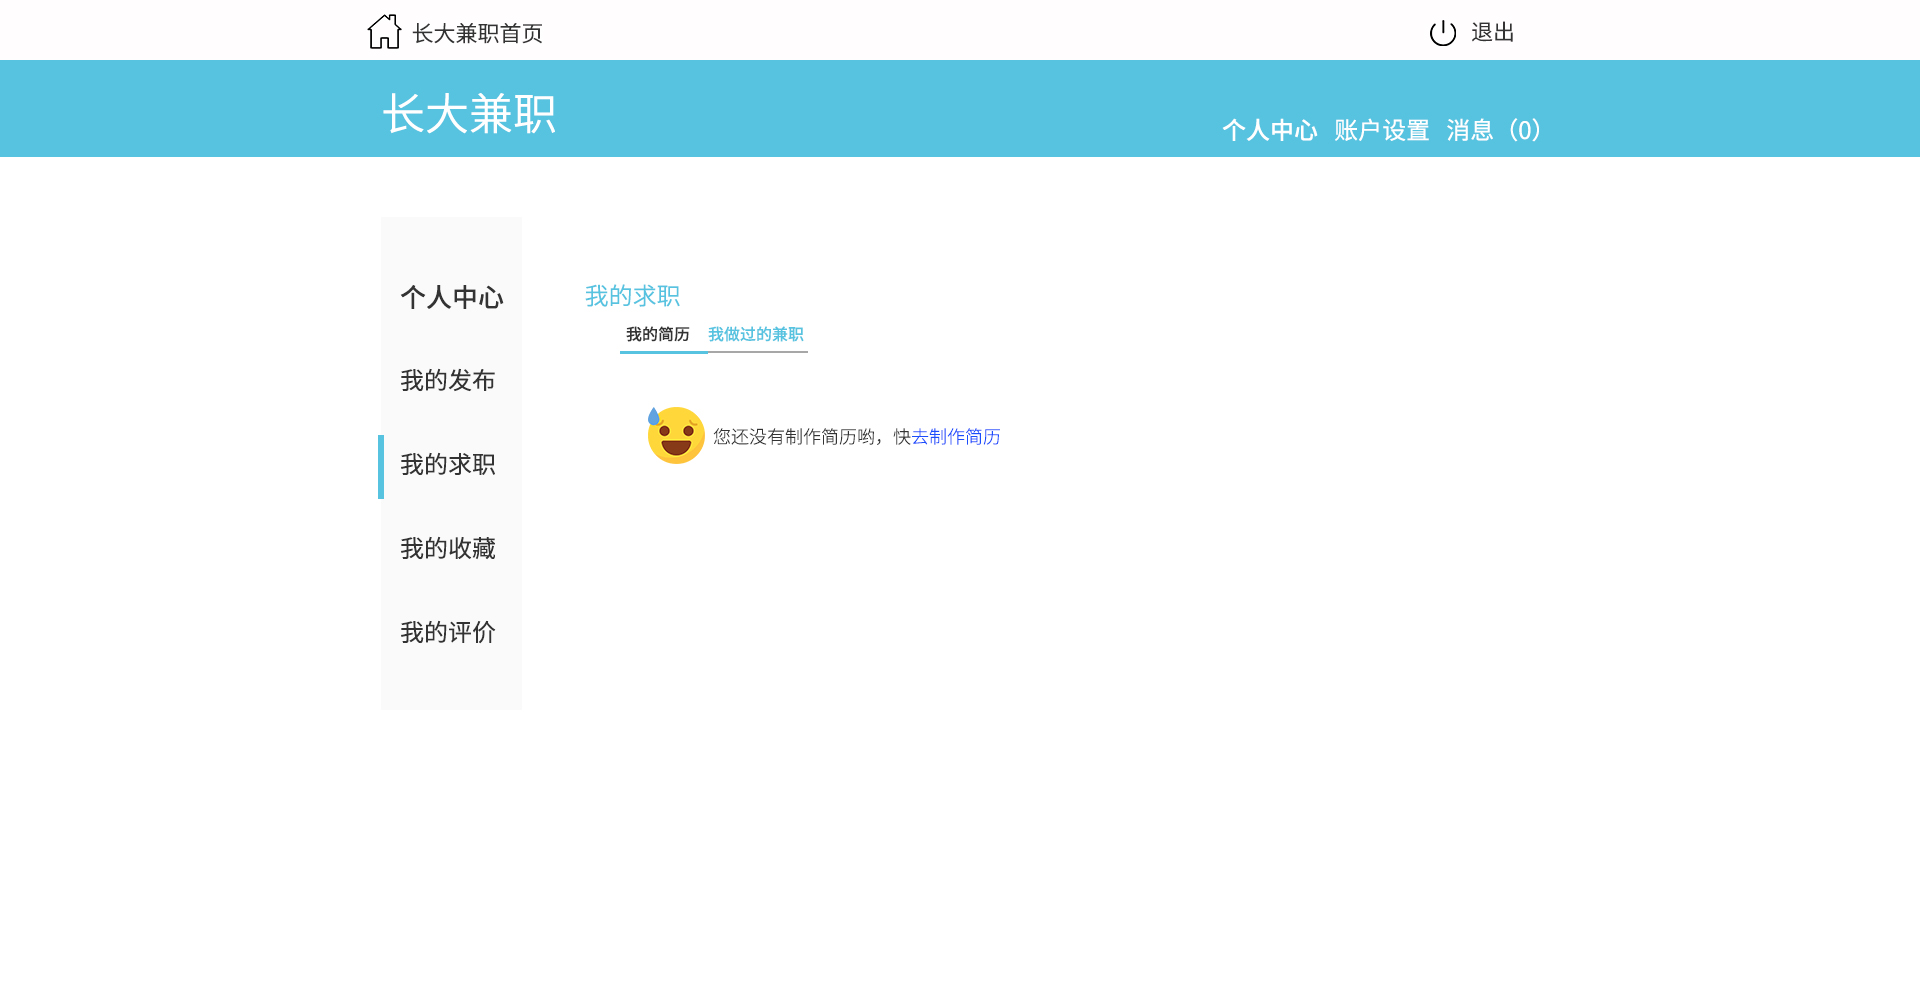 长大兼职首页 退出
长大兼职
个人中心 账户设置 消息（0）
个人中心
我的发布
我的求职
我的收藏
我的评价
我的求职
我的简历 我做过的兼职
您还没有制作简历哟，快去制作简历